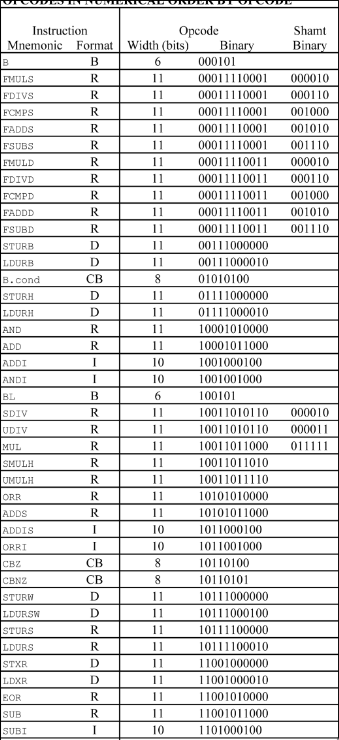 OPCODES IN NUMERICAL ORDER BY OPCODE
Instruction Opcode Shamt
Mnemonic Format Width (bits) Binary Binary
B B 6 000101
FMULS R 11 00011110001 000010
FDIVS R 11 00011110001 000110
FCMPS R 11 00011110001 001000
FADDS R 11 00011110001 001010
FSUBS R 11 00011110001 001110
FMULD R 11 00011110011 000010
FDIVD R 11 00011110011 000110
FCMPD R 11 00011110011 001000
FADDD R 11 00011110011 001010
FSUBD R 11 00011110011 001110
STURB D 11 00111000000
LDURB D 11 00111000010
B.cond CB 8 01010100
STURH D 11 01111000000
LDURH D 11 01111000010
AND R 11 10001010000
ADD R 11 10001011000
ADDI I 10 1001000100
ANDI I 10 1001001000
BL B 6 100101
SDIV R 11 10011010110 000010
UDIV R 11 10011010110 000011
MUL R 11 10011011000 011111
SMULH R 11 10011011010
UMULH R 11 10011011110
ORR R 11 10101010000
ADDS R 11 10101011000
ADDIS I 10 1011000100
ORRI I 10 1011001000
CBZ CB 8 10110100
CBNZ CB 8 10110101
STURW D 11 10111000000
LDURSW D 11 10111000100
STURS R 11 10111100000
LDURS R 11 10111100010
STXR D 11 11001000000
LDXR D 11 11001000010
EOR R 11 11001010000
SUB R 11 11001011000
SUBI I 10 1101000100